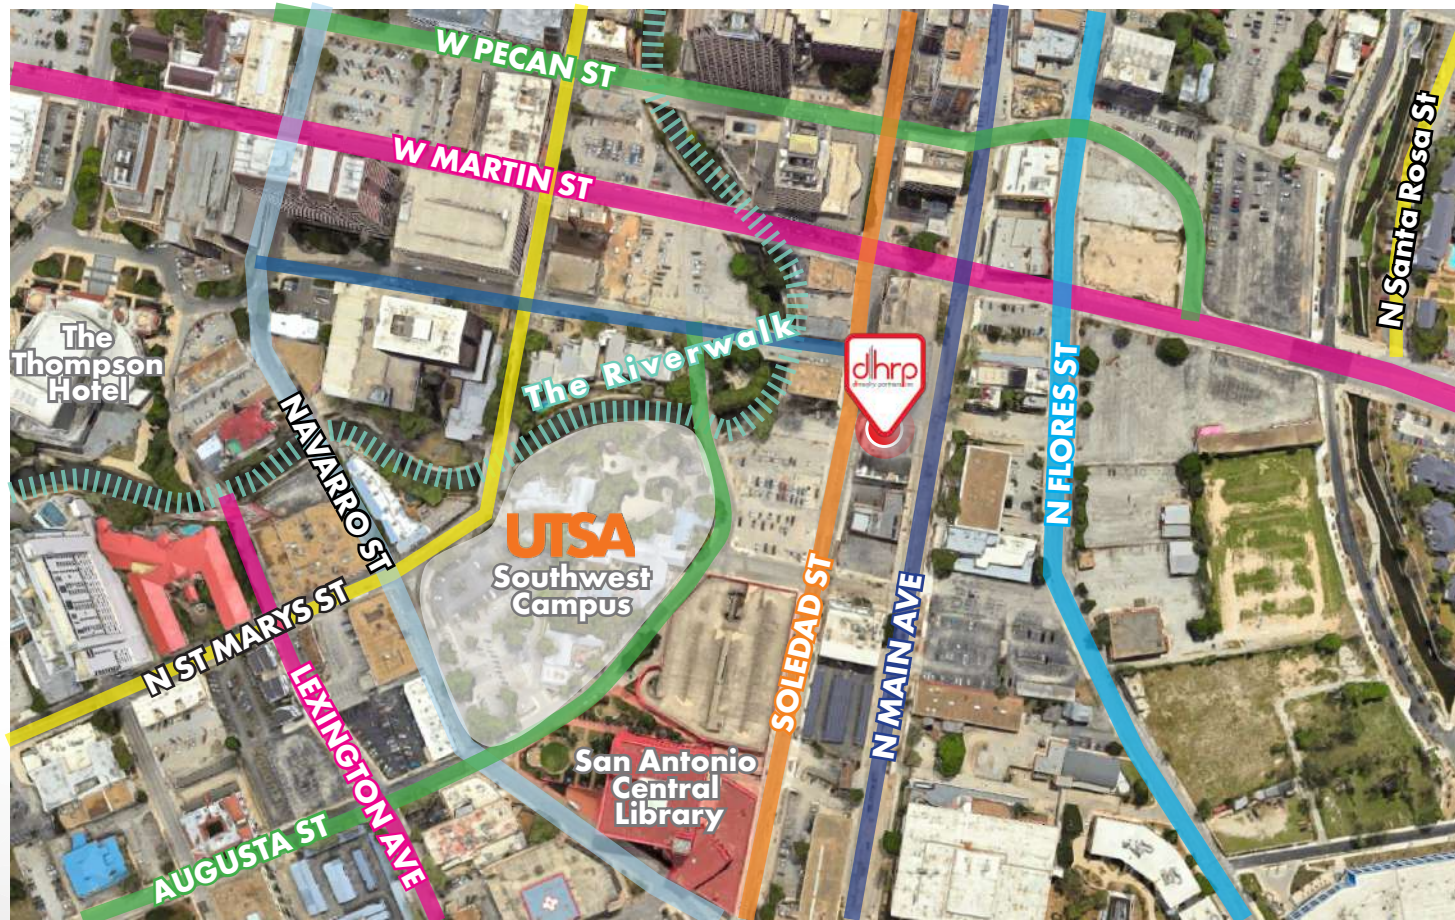 W PECAN ST
W MARTIN ST
N Santa Rosa St
The
Thompson
Hotel
The Riverwalk
dhrp
NAVARRO ST
N FLORES ST
UTSA
Southwest
Campus
SOLEDAD ST
N MAIN AVE
N ST MARYS ST
LEXINGTON AVE
San Antonio
Central
Library
AUGUSTA ST